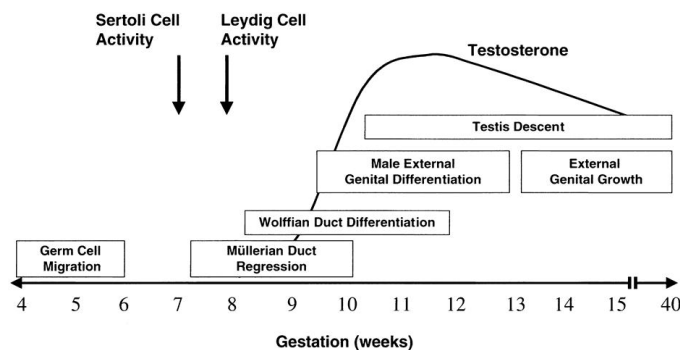 Sertoli Cell
Activity
Leydig Cell
Activity
Testosterone
Testis Descent
Male External
Genital Differentiation
External
Genital Growth
Wolffian Duct Differentiation
Germ Cell
Migration
Müllerian Duct
Regression
4 5 6 7 8 9 10 11 12 13 14 15 40
Gestation (weeks)